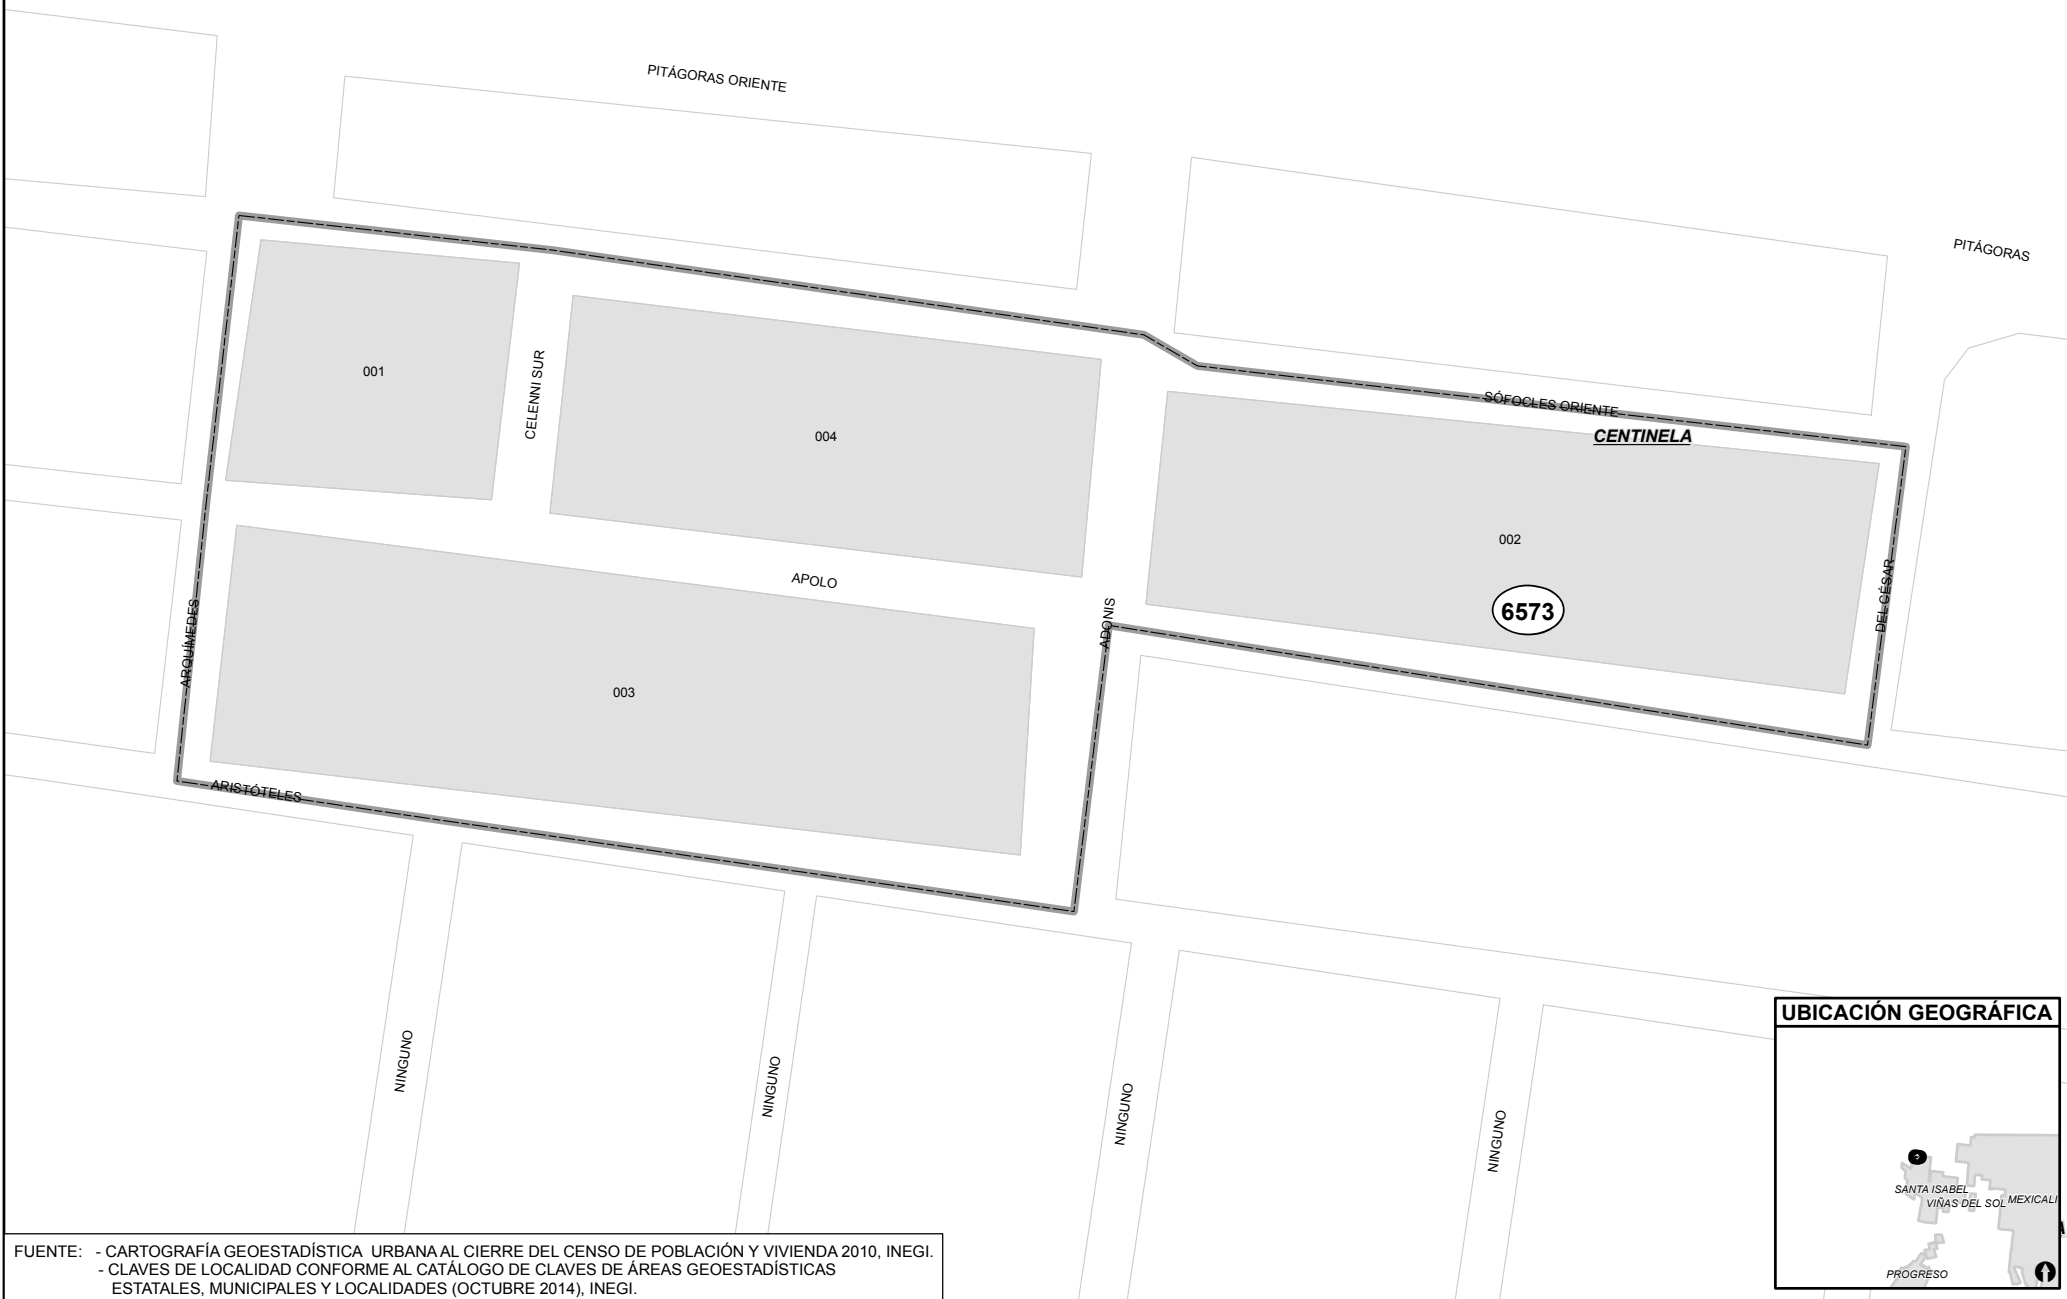 PITÁGORAS ORIENTE
PITÁGORAS
001
CELENNI SUR
004
SÓFOCLES ORIENTE
CENTINELA
002
6573
DEL CÉSAR
APOLO
ADONIS
ARQUÍMEDES
003
ARISTÓTELES
NINGUNO
NINGUNO
NINGUNO
NINGUNO
UBICACIÓN GEOGRÁFICA
SANTA ISABEL
VIÑAS DEL SOL
MEXICALI
PROGRESO
FUENTE: - CARTOGRAFÍA GEOESTADÍSTICA URBANA AL CIERRE DEL CENSO DE POBLACIÓN Y VIVIENDA 2010, INEGI.
- CLAVES DE LOCALIDAD CONFORME AL CATÁLOGO DE CLAVES DE ÁREAS GEOESTADÍSTICAS
ESTATALES, MUNICIPALES Y LOCALIDADES (OCTUBRE 2014), INEGI.